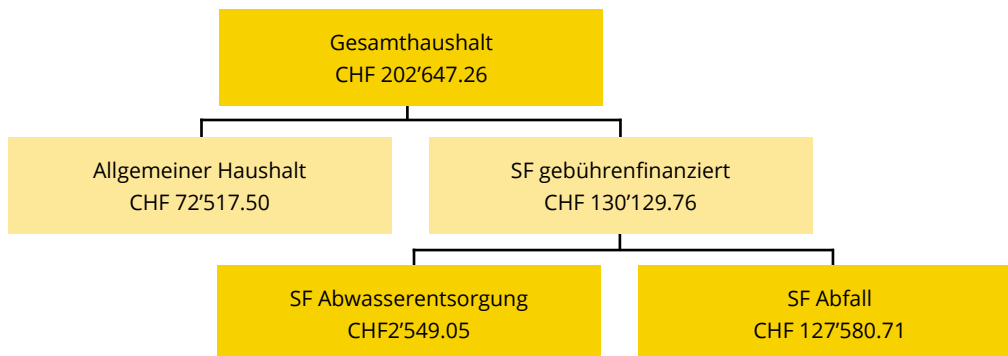 Gesamthaushalt
CHF 202’647.26
Allgemeiner Haushalt
CHF 72’517.50
SF gebührenfinanziert
CHF 130’129.76
SF Abwasserentsorgung
CHF2’549.05
SF Abfall
CHF 127’580.71